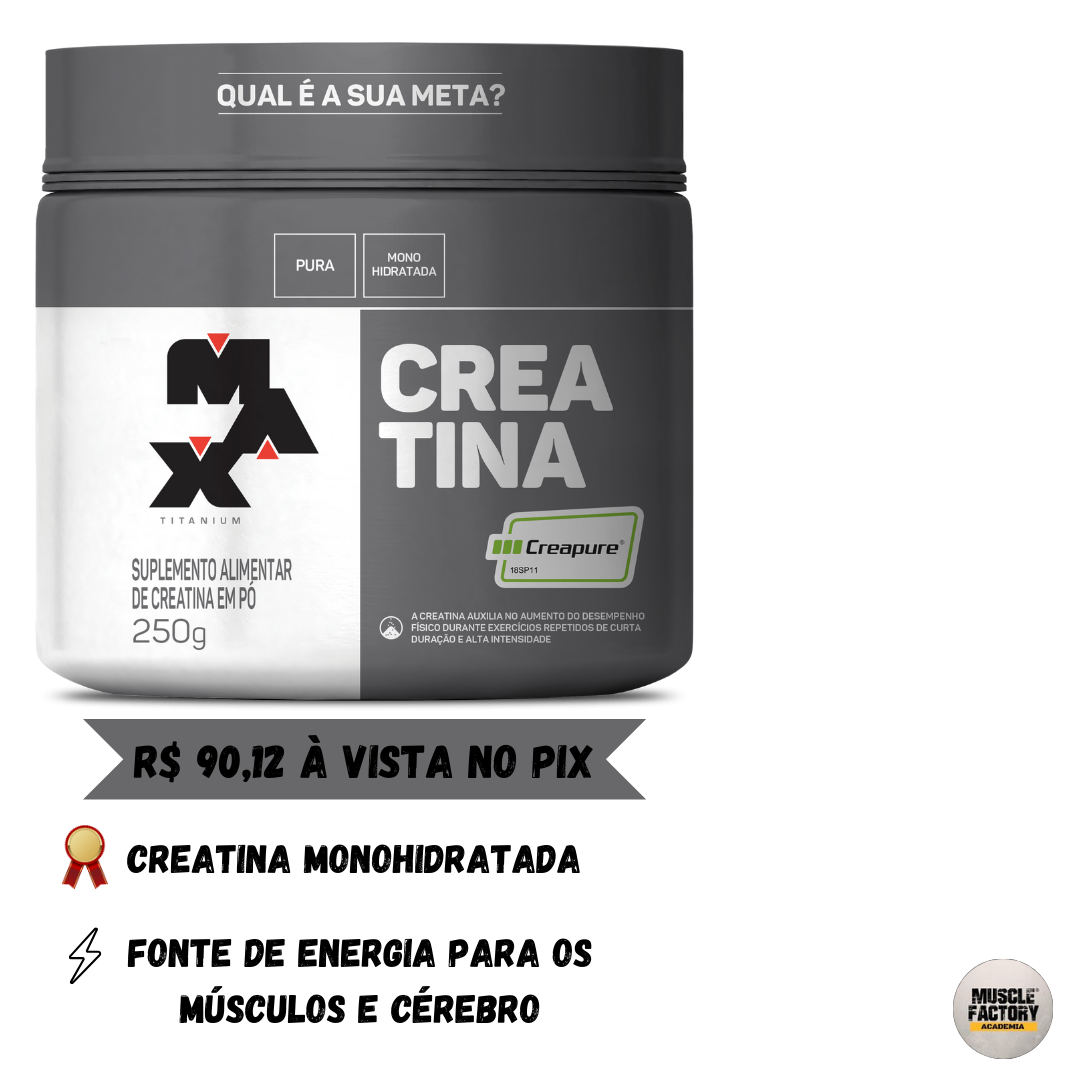 QUAL É A SUA META?
PURA
MONO
HIDRATADA
MAX
TITANIUM
SUPLEMENTO ALIMENTAR
DE CREATINA EM PÓ
250g
CREA
TINA
Creapure®
18SP11
A CREATINA AUXILIA NO AUMENTO DO DESEMPENHO
FÍSICO DURANTE EXERCÍCIOS REPETIDOS DE CURTA
DURAÇÃO E ALTA INTENSIDADE
R$ 90,12 À VISTA NO PIX
CREATINA MONOHIDRATADA
FONTE DE ENERGIA PARA OS
MÚSCULOS E CÉREBRO
MUSCLE®
FACTORY
ACADEMIA